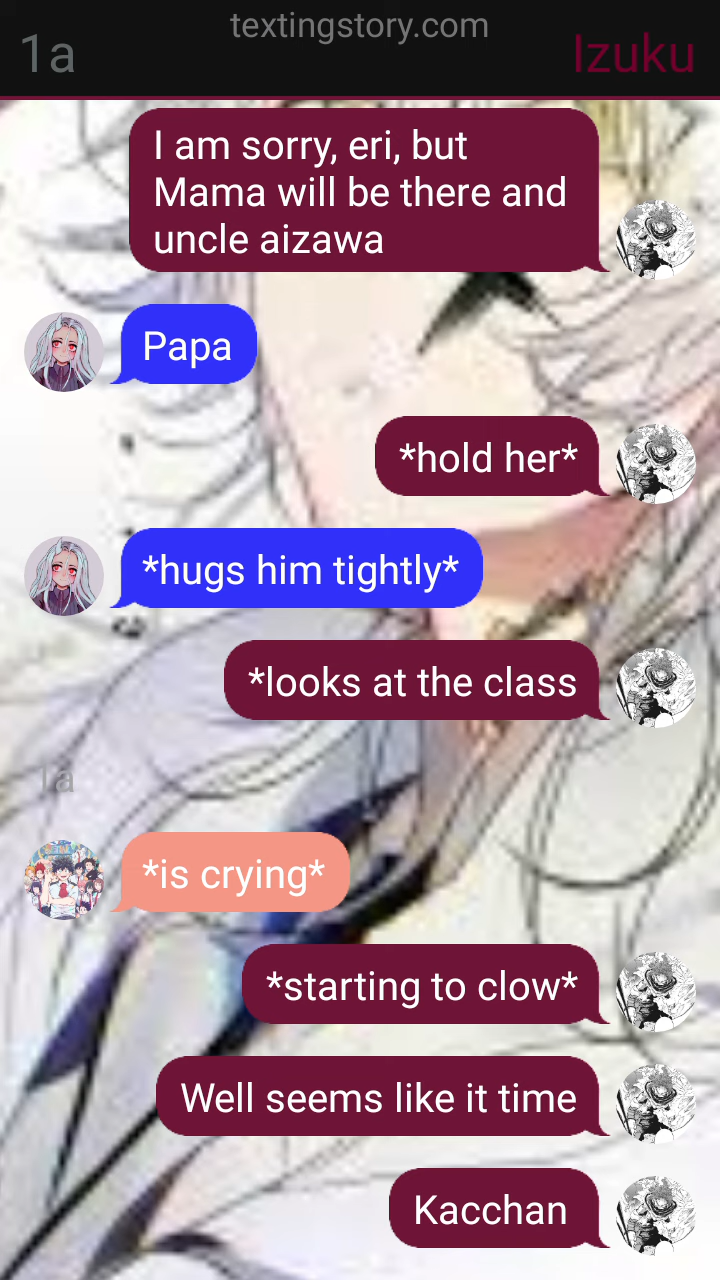 textingstory.com
1a
Izuku
I am sorry, eri, but
Mama will be there and
uncle aizawa
Papa
*hold her*
*hugs him tightly*
*looks at the class
1a
*is crying*
*starting to clow*
Well seems like it time
Kacchan